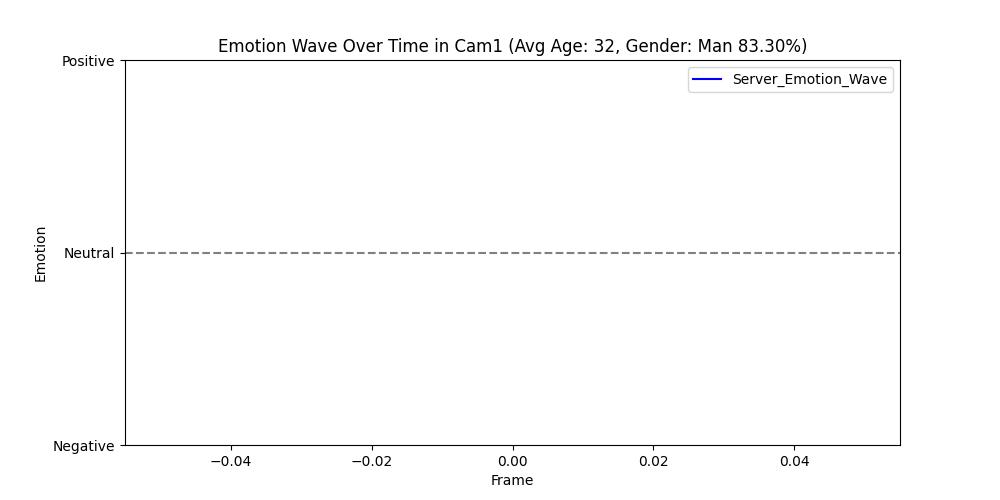 Emotion Wave Over Time in Cam1 (Avg Age: 32, Gender: Man 83.30%)
Positive
Server_Emotion_Wave
Emotion
Neutral
Negative
−0.04
−0.02
0.00
0.02
0.04
Frame